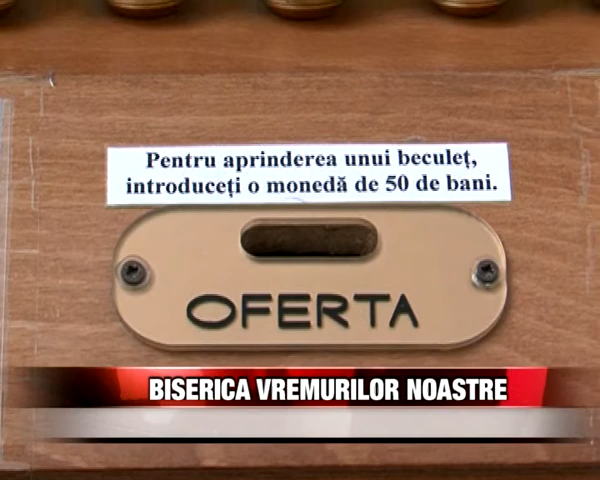 Pentru aprinderea unui beculeț,
introduceți o monedă de 50 de bani.
OFERTA
BISERICA VREMURILOR NOASTRE